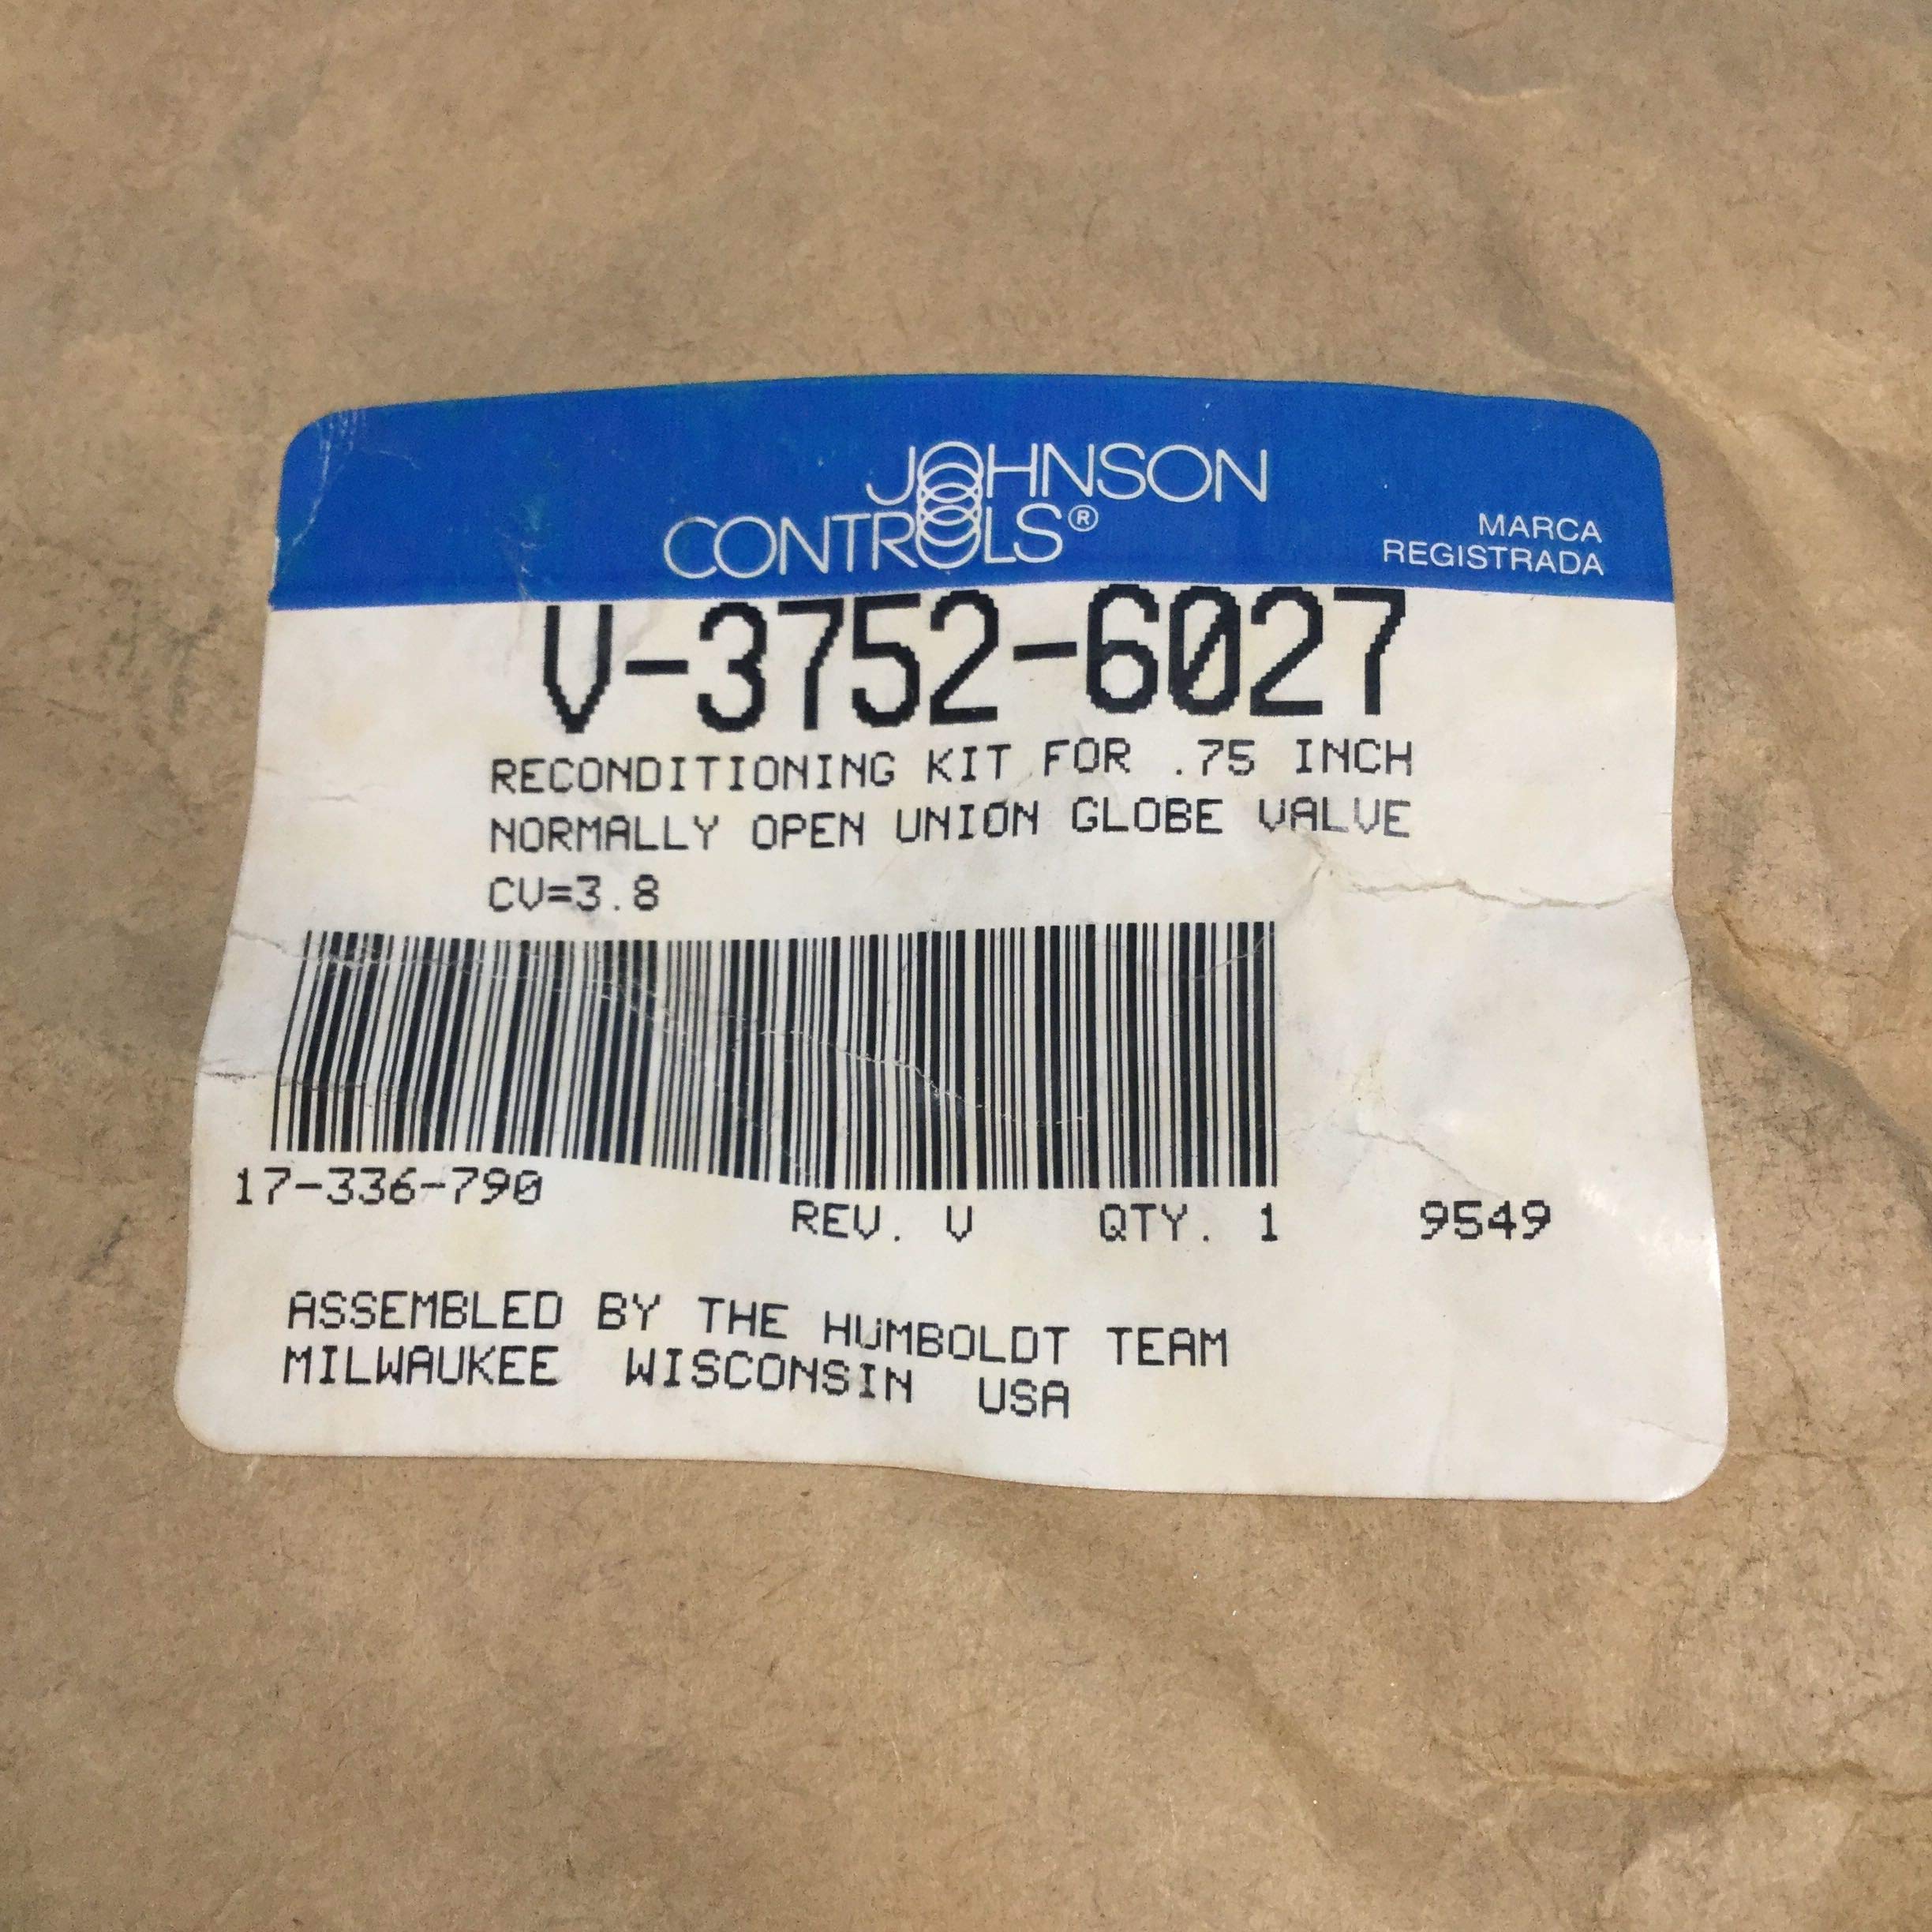 JOHNSON
CONTROLS®
MARCA
REGISTRADA
V-3752-6027
RECONDITIONING KIT FOR .75 INCH
NORMALLY OPEN UNION GLOBE VALVE
CV=3.8
17-336-790
REV. V QTY. 1 9549
ASSEMBLED BY THE HUMBOLDT TEAM
MILWAUKEE WISCONSIN USA